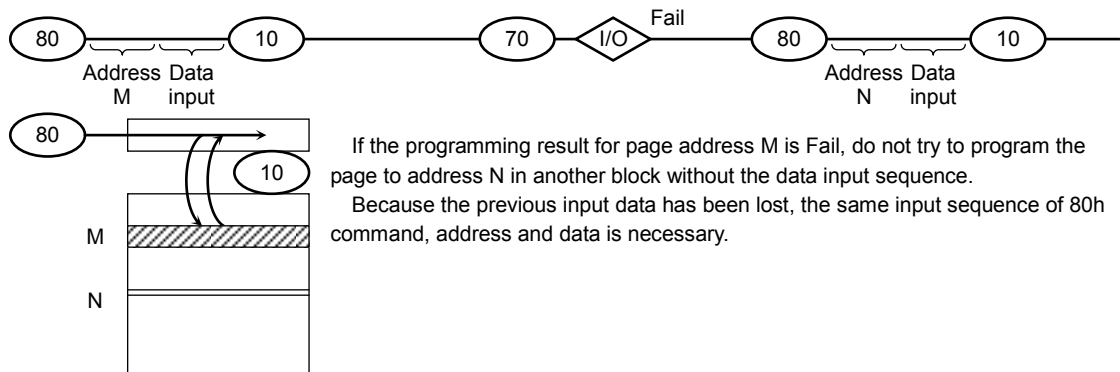 Fail
80 10 70 I/O 80 10
Address Data Address Data
M input N input
80
10
If the programming result for page address M is Fail, do not try to program the
page to address N in another block without the data input sequence.
Because the previous input data has been lost, the same input sequence of 80h
command, address and data is necessary.
M
N